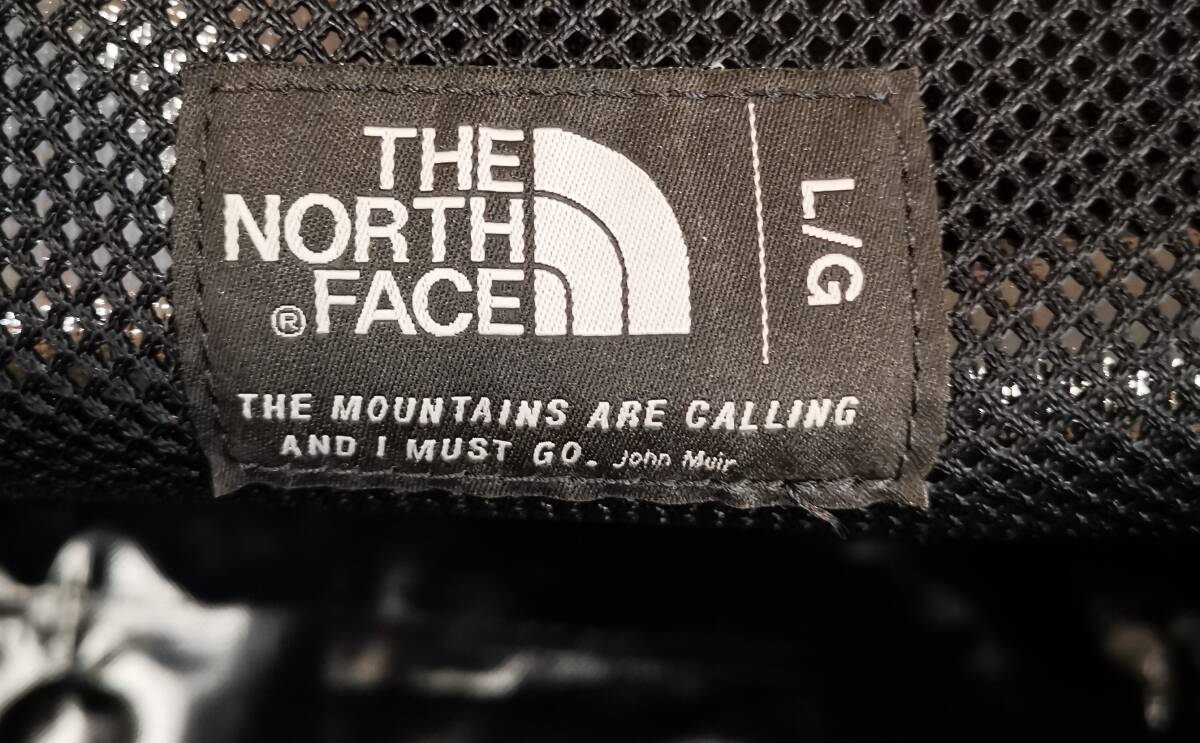 THE
NORTH
®FACE
L/G
THE MOUNTAINS ARE CALLING
AND I MUST GO. John Muir